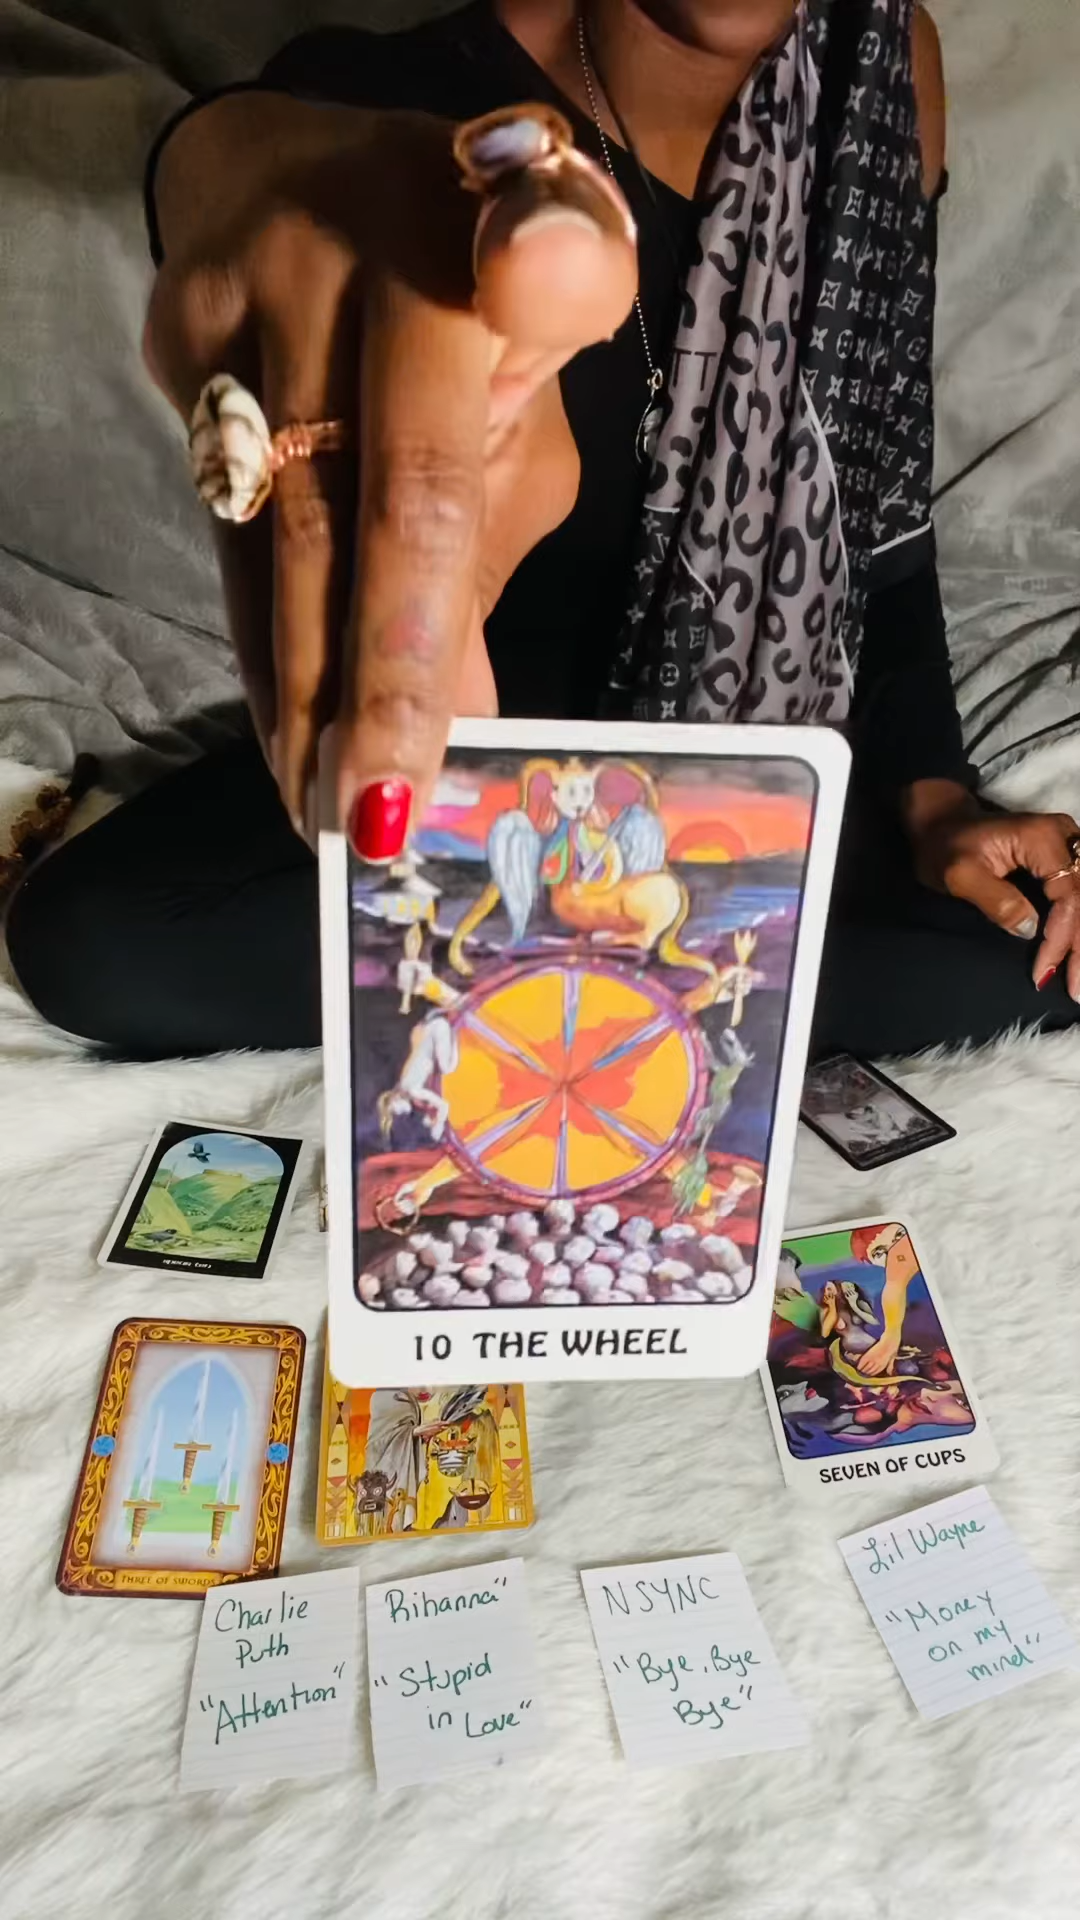 10 THE WHEEL
SEVEN OF CUPS
THREE OF SWORDS
Charlie
Puth
"Attention"
Rihanna"
"Stupid
in Love"
NSYNC
"Bye, Bye
Bye"
Lil Wayne
"Money
on my
mind"